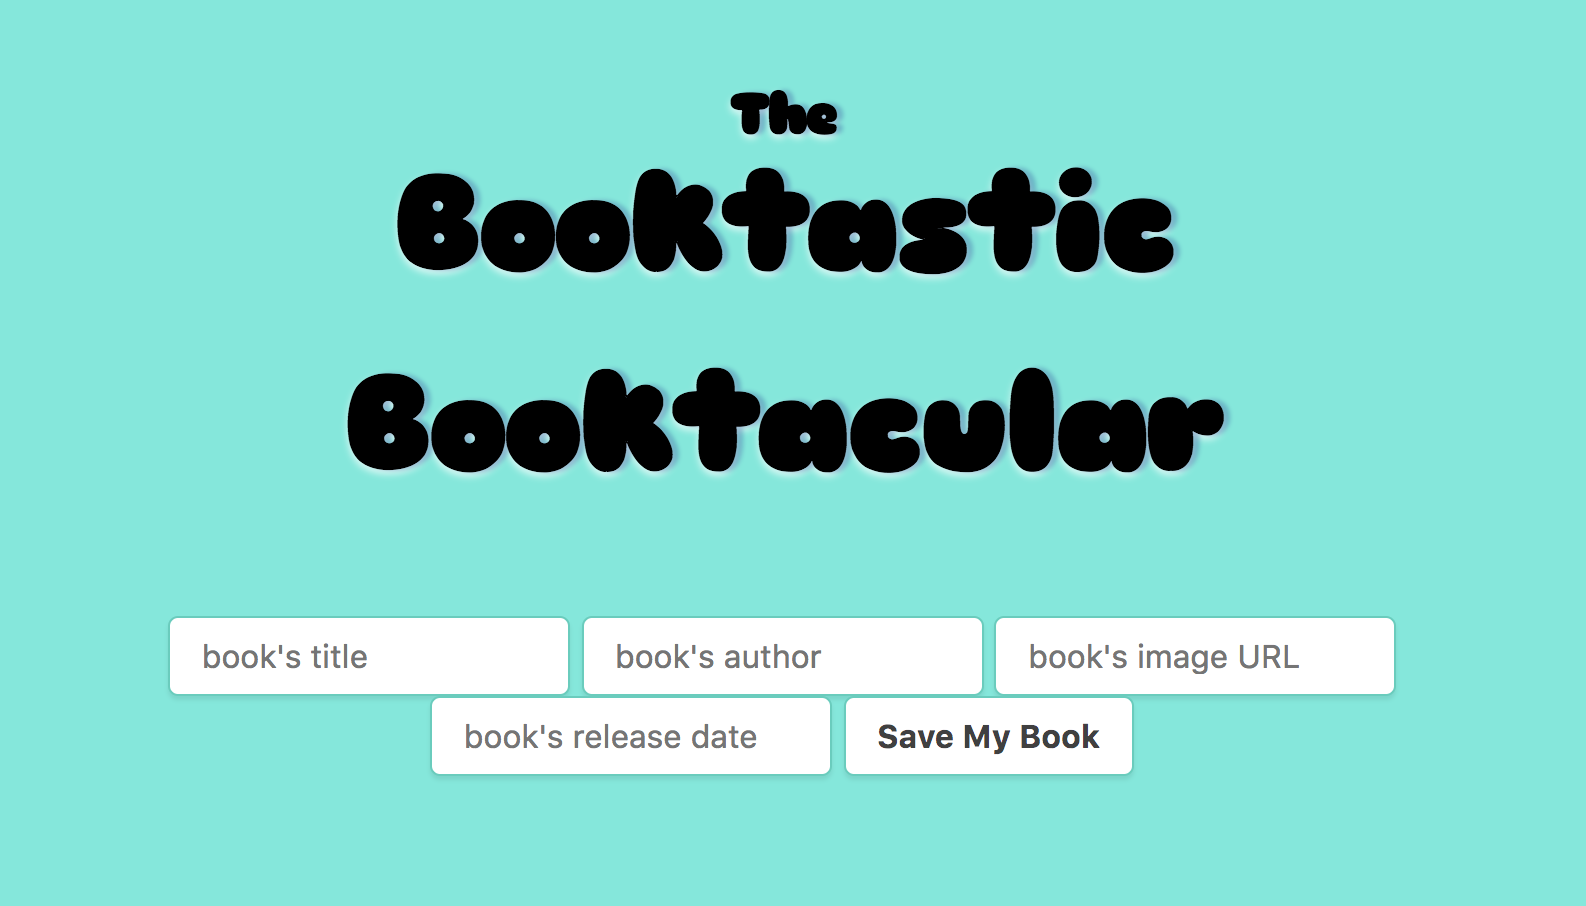 The
Booktastic
Booktacular
book's title book's author book's image URL
book's release date Save My Book